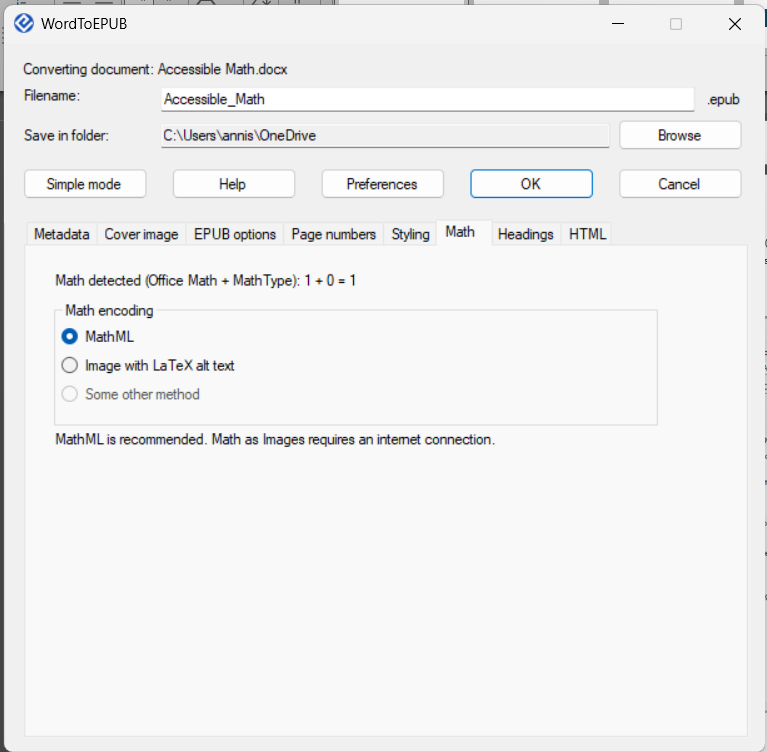 WordToEPUB
Converting document: Accessible Math.docx
Filename: Accessible_Math .epub
Save in folder: C:\Users\annis\OneDrive Browse
Simple mode Help Preferences OK Cancel
Metadata Cover image EPUB options Page numbers Styling Math Headings HTML
Math detected (Office Math + MathType): 1 + 0 = 1
Math encoding
MathML
Image with LaTeX alt text
Some other method
MathML is recommended. Math as Images requires an internet connection.